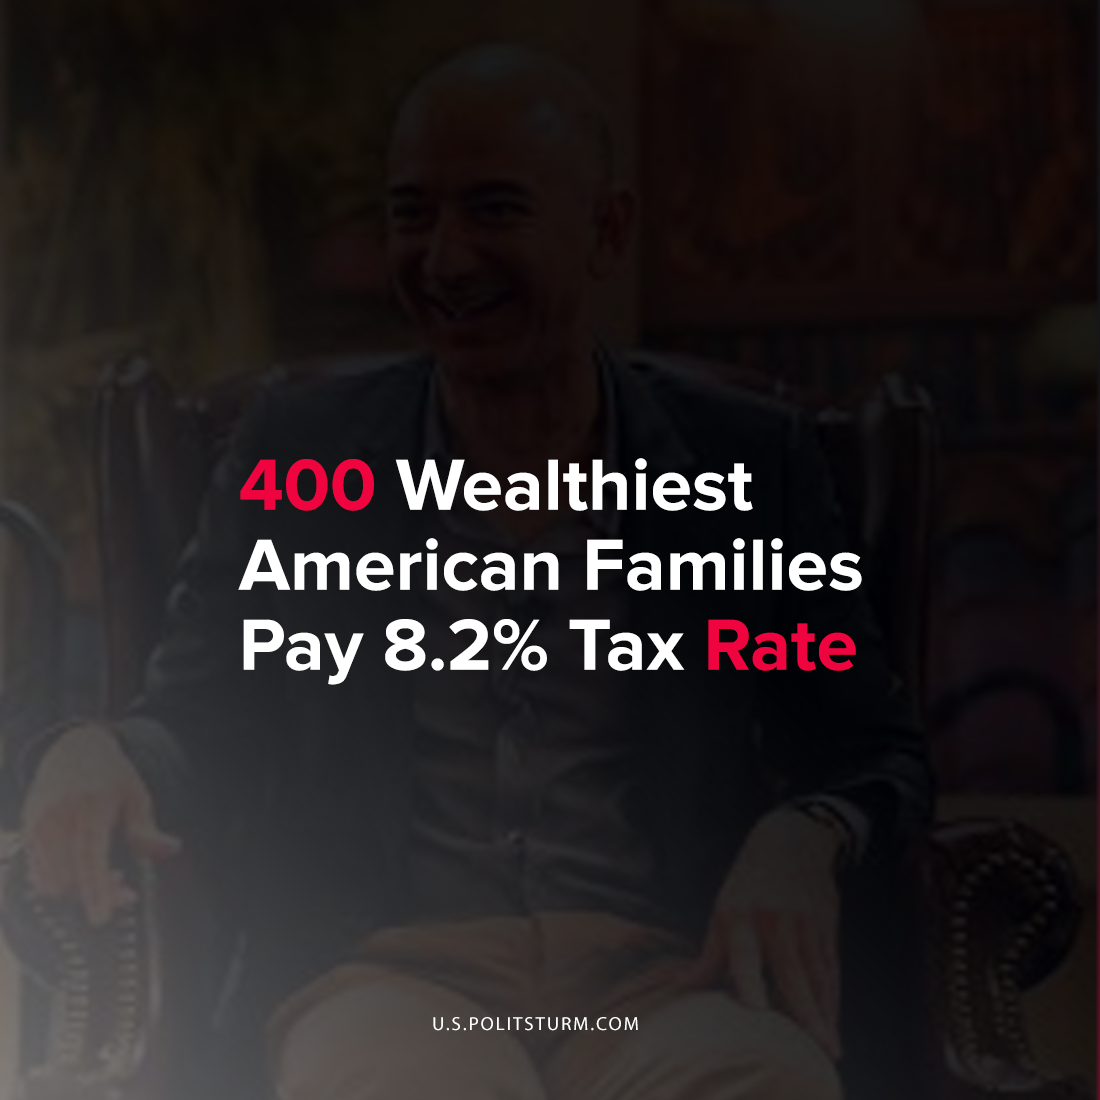 400 Wealthiest
American Families
Pay 8.2% Tax Rate
U.S.POLITSTURM.COM